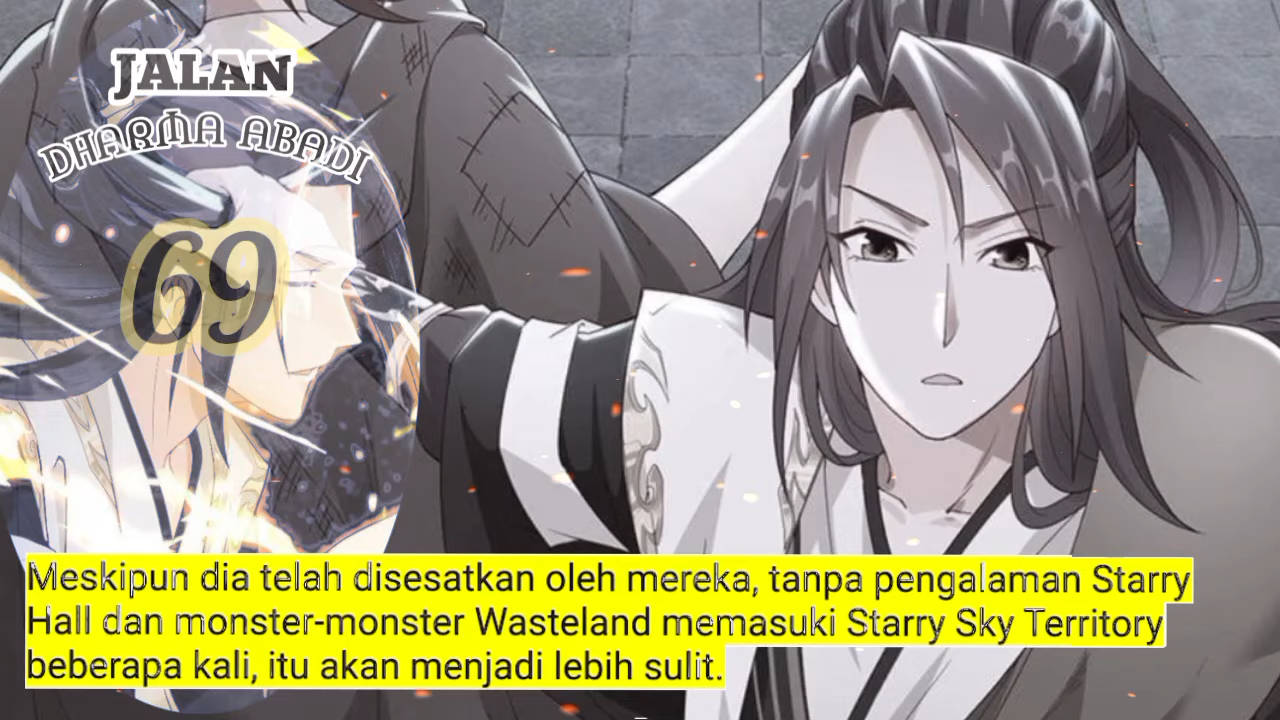 JALAN
DHARMA ABADI
69
Meskipun dia telah disesatkan oleh mereka, tanpa pengalaman Starry
Hall dan monster-monster Wasteland memasuki Starry Sky Territory
beberapa kali, itu akan menjadi lebih sulit.